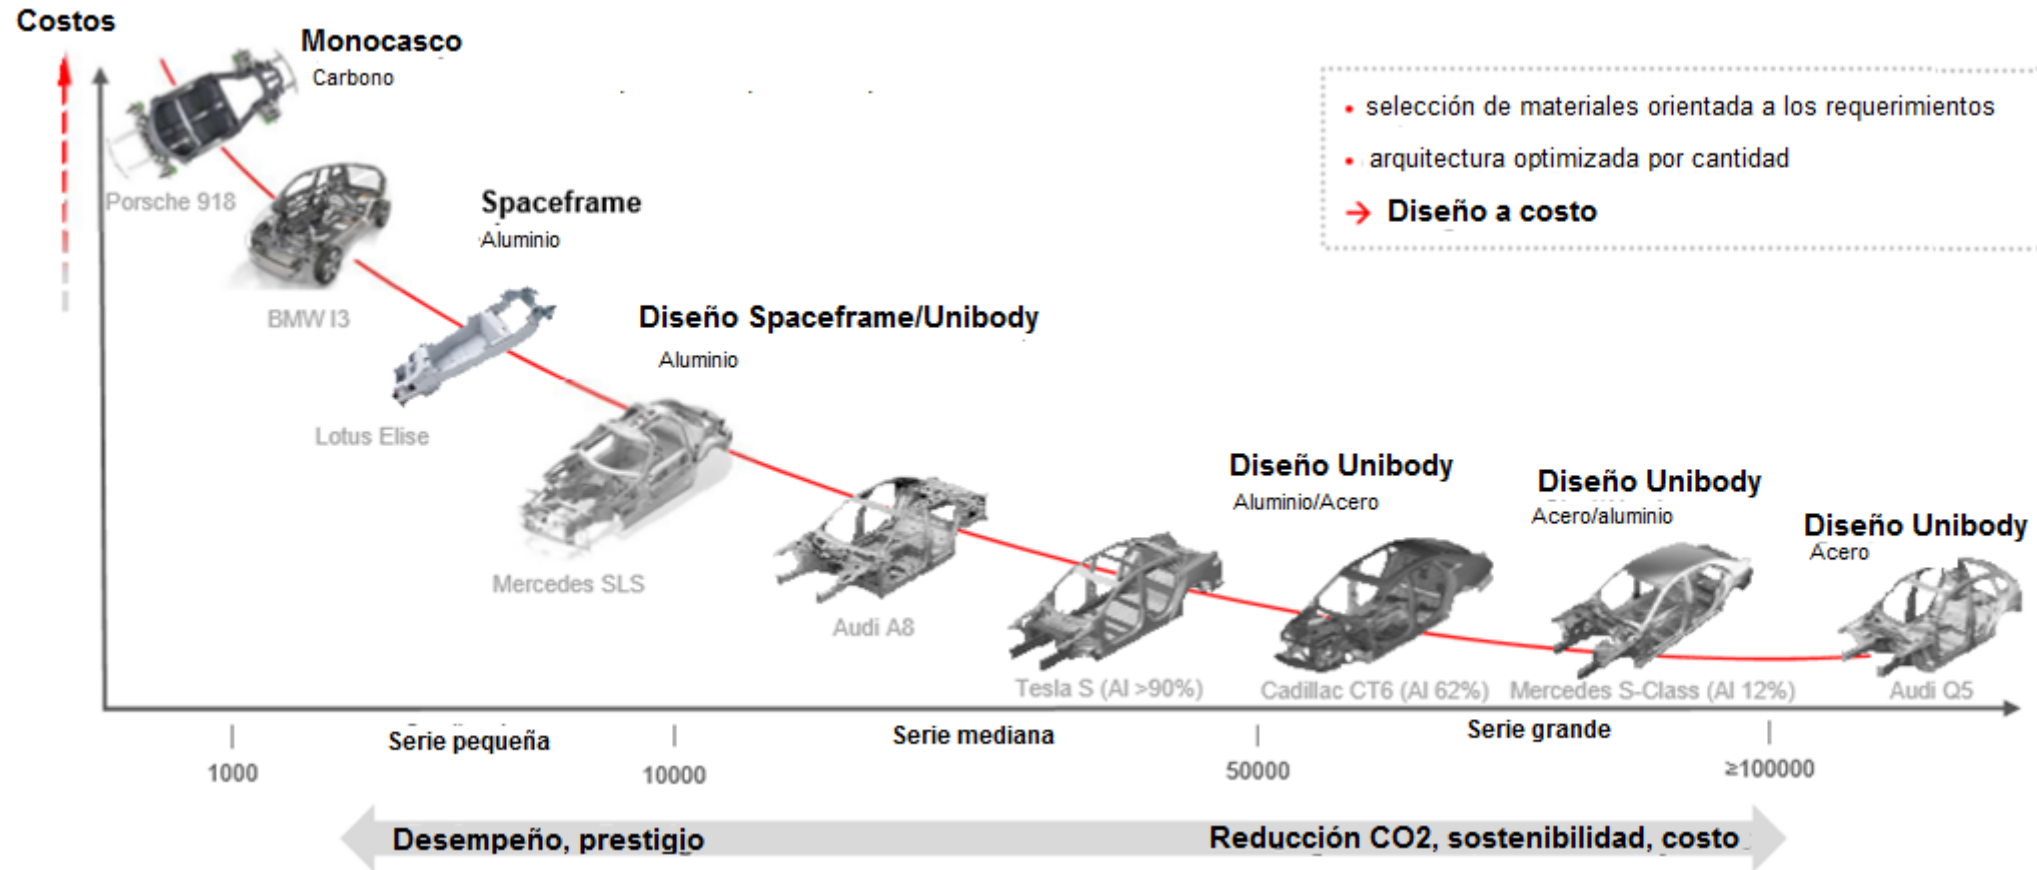 Costos
Monocasco
Carbono
Porsche 918
BMW I3
Spaceframe
Aluminio
Lotus Elise
Diseño Spaceframe/Unibody
Aluminio
Mercedes SLS
Audi A8
Tesla S (Al >90%)
Diseño Unibody
Aluminio/Acero
Cadillac CT6 (Al 62%)
Diseño Unibody
Acero/aluminio
Mercedes S-Class (Al 12%)
Diseño Unibody
Acero
Audi Q5
• selección de materiales orientada a los requerimientos
• arquitectura optimizada por cantidad
→ Diseño a costo
Serie pequeña
Serie mediana
Serie grande
1000
10000
50000
≥100000
Desempeño, prestigio
Reducción CO2, sostenibilidad, costo